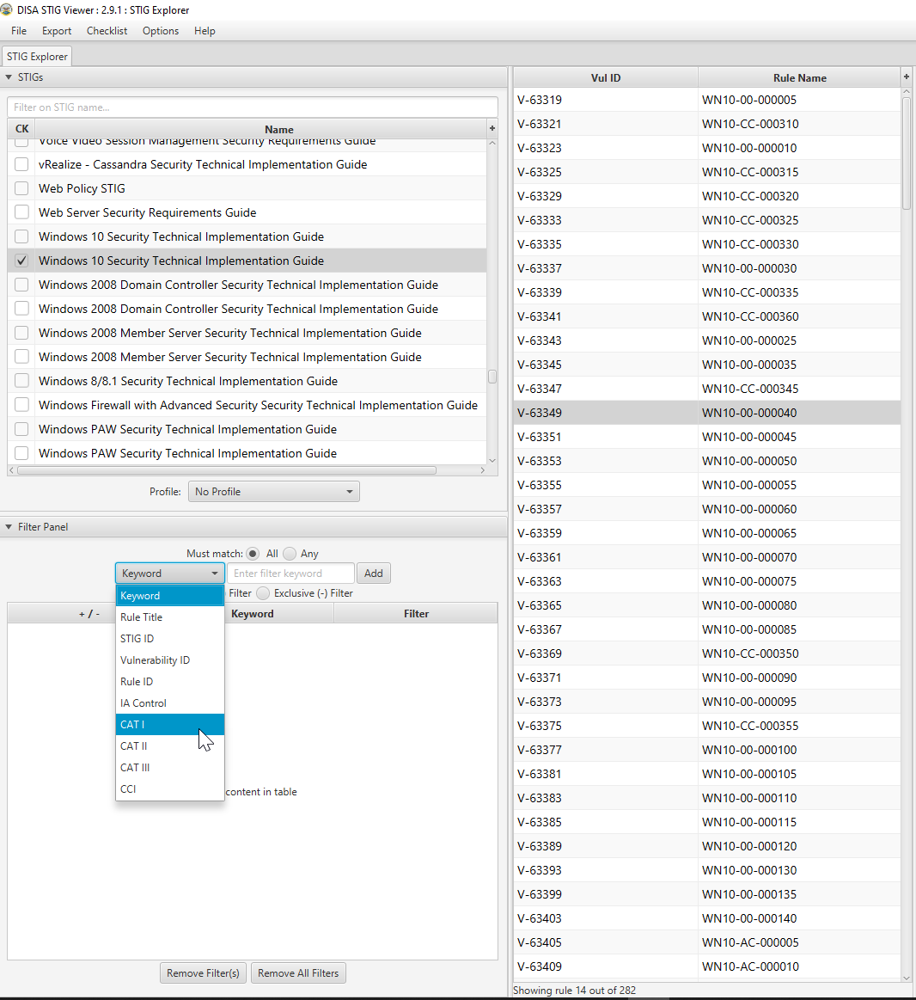 DISA STIG Viewer : 2.9.1 : STIG Explorer
File Export Checklist Options Help
STIG Explorer
STIGs
Filter on STIG name...
CK Name +
Voice Video Session Management Security Requirements Guide
vRealize - Cassandra Security Technical Implementation Guide
Web Policy STIG
Web Server Security Requirements Guide
Windows 10 Security Technical Implementation Guide
Windows 10 Security Technical Implementation Guide
Windows 2008 Domain Controller Security Technical Implementation Guide
Windows 2008 Domain Controller Security Technical Implementation Guide
Windows 2008 Member Server Security Technical Implementation Guide
Windows 2008 Member Server Security Technical Implementation Guide
Windows 8/8.1 Security Technical Implementation Guide
Windows Firewall with Advanced Security Security Technical Implementation Guide
Windows PAW Security Technical Implementation Guide
Windows PAW Security Technical Implementation Guide
Profile: No Profile
Filter Panel
Must match: All Any
Keyword Enter filter keyword Add
Filter Exclusive (-) Filter
+ / - Keyword Filter
Keyword
Rule Title
STIG ID
Vulnerability ID
Rule ID
IA Control
CAT I
CAT II
CAT III
CCI
content in table
Remove Filter(s) Remove All Filters
Vul ID Rule Name +
V-63319 WN10-00-000005
V-63321 WN10-CC-000310
V-63323 WN10-00-000010
V-63325 WN10-CC-000315
V-63329 WN10-CC-000320
V-63333 WN10-CC-000325
V-63335 WN10-CC-000330
V-63337 WN10-00-000030
V-63339 WN10-CC-000335
V-63341 WN10-CC-000360
V-63343 WN10-00-000025
V-63345 WN10-00-000035
V-63347 WN10-CC-000345
V-63349 WN10-00-000040
V-63351 WN10-00-000045
V-63353 WN10-00-000050
V-63355 WN10-00-000055
V-63357 WN10-00-000060
V-63359 WN10-00-000065
V-63361 WN10-00-000070
V-63363 WN10-00-000075
V-63365 WN10-00-000080
V-63367 WN10-00-000085
V-63369 WN10-CC-000350
V-63371 WN10-00-000090
V-63373 WN10-00-000095
V-63375 WN10-CC-000355
V-63377 WN10-00-000100
V-63381 WN10-00-000105
V-63383 WN10-00-000110
V-63385 WN10-00-000115
V-63389 WN10-00-000120
V-63393 WN10-00-000130
V-63399 WN10-00-000135
V-63403 WN10-00-000140
V-63405 WN10-AC-000005
V-63409 WN10-AC-000010
Showing rule 14 out of 282